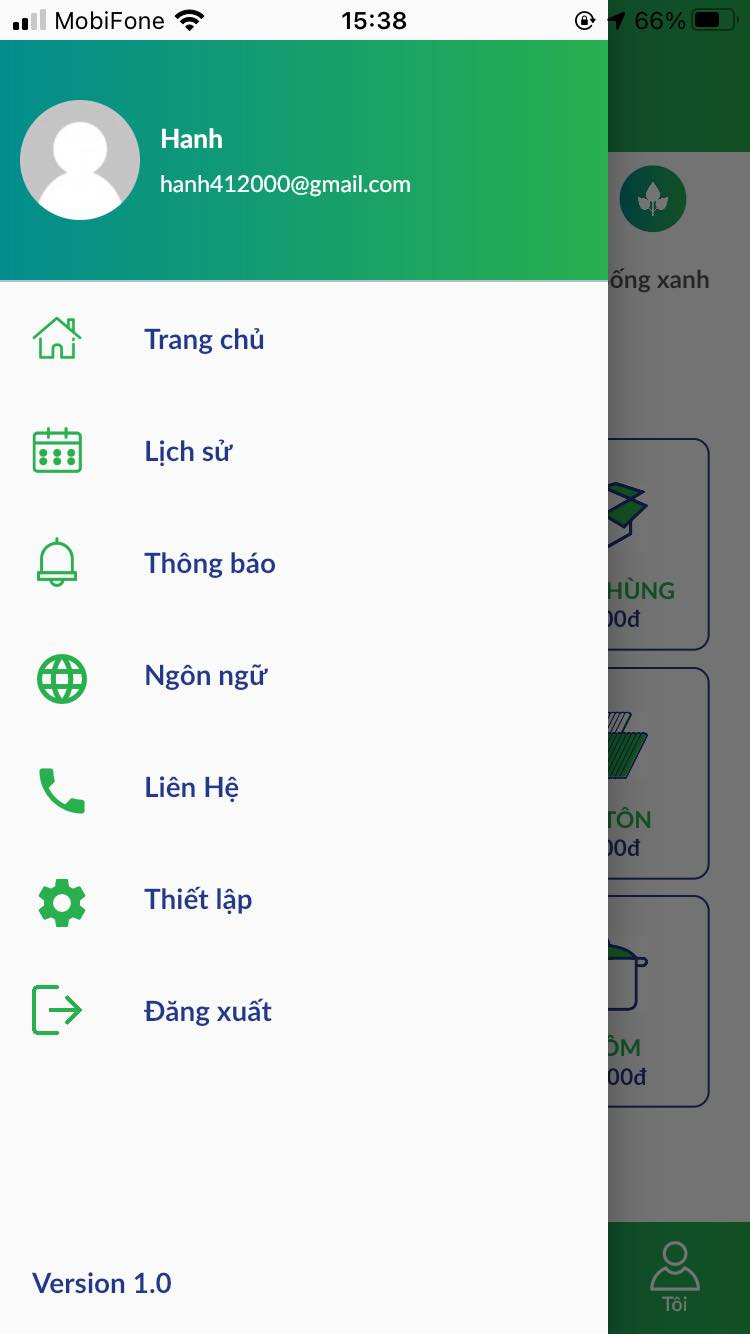 MobiFone 15:38 66%
Hanh
hanh412000@gmail.com
ống xanh
Trang chủ
Lịch sử
Thông báo
HÙNG
00đ
Ngôn ngữ
Liên Hệ
TÔN
00đ
Thiết lập
Đăng xuất
ÔM
00đ
Version 1.0
Tôi